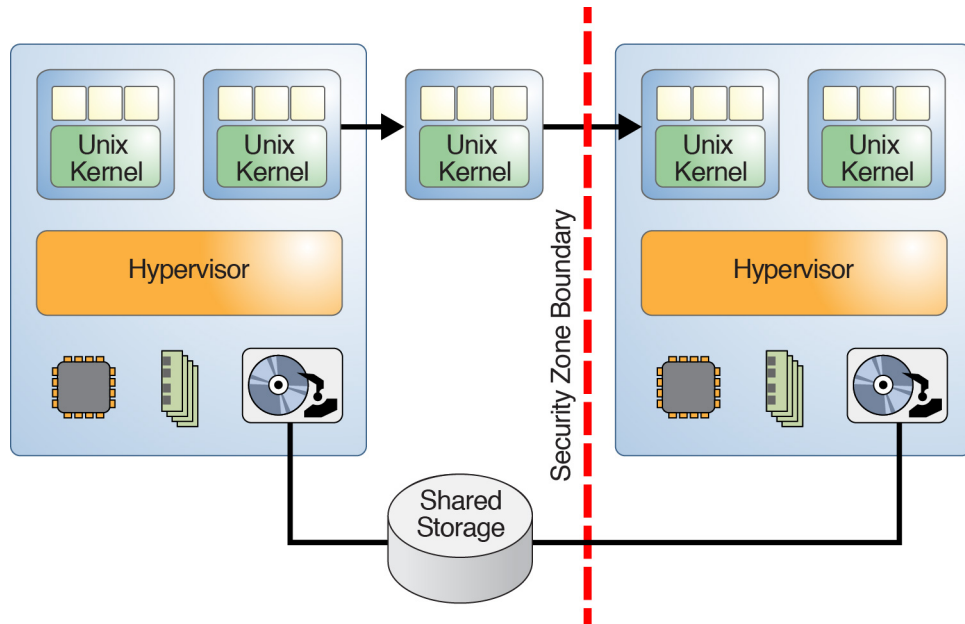 Unix
Kernel
Unix
Kernel
Unix
Kernel
Unix
Kernel
Unix
Kernel
Hypervisor
Hypervisor
Security Zone Boundary
Shared
Storage